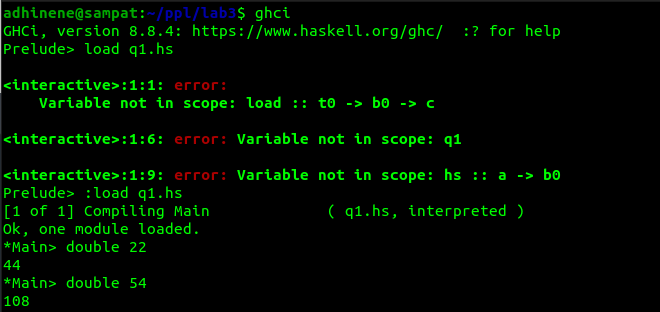 adhinene@sampat:~/ppl/lab3$ ghci
GHCi, version 8.8.4: https://www.haskell.org/ghc/  :? for help
Prelude> load q1.hs
<interactive>:1:1: error:
    Variable not in scope: load :: t0 -> b0 -> c
<interactive>:1:6: error: Variable not in scope: q1
<interactive>:1:9: error: Variable not in scope: hs :: a -> b0
Prelude> :load q1.hs
[1 of 1] Compiling Main             ( q1.hs, interpreted )
Ok, one module loaded.
*Main> double 22
44
*Main> double 54
108